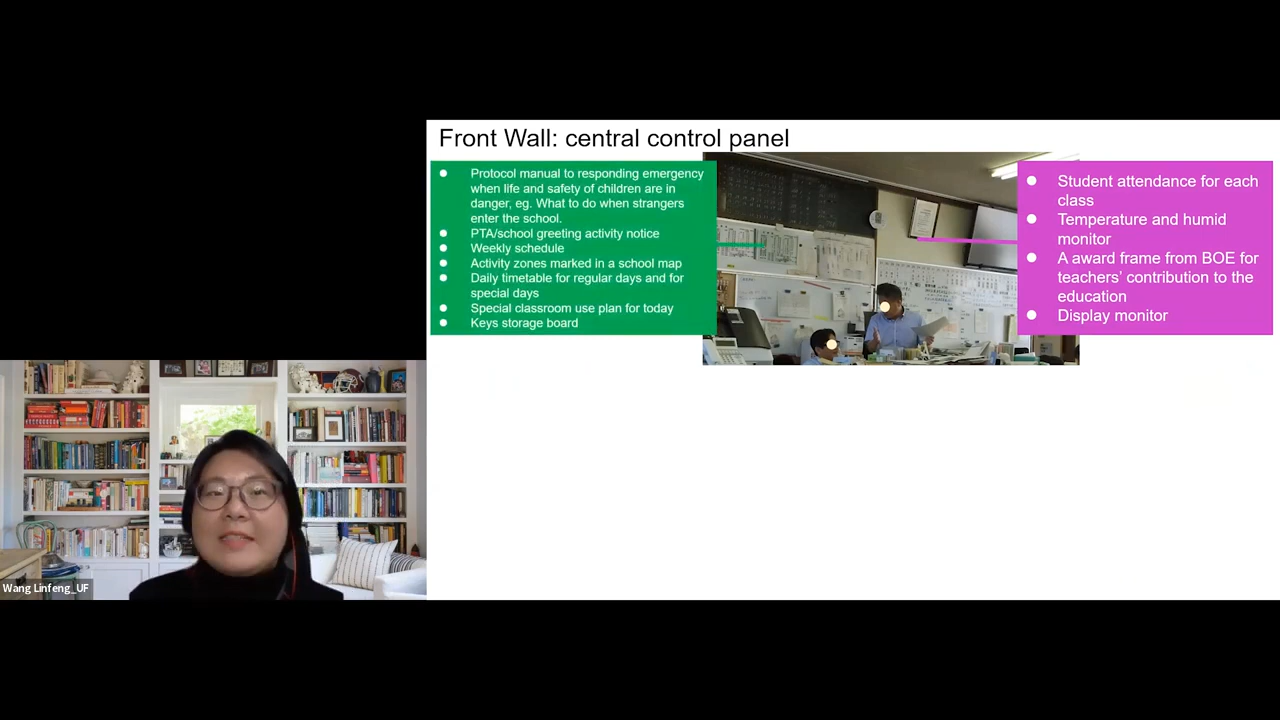 Front Wall: central control panel
Protocol manual to responding emergency
when life and safety of children are in
danger, eg. What to do when strangers
enter the school.
PTA/school greeting activity notice
Weekly schedule
Activity zones marked in a school map
Daily timetable for regular days and for
special days
Special classroom use plan for today
Keys storage board
Student attendance for each
class
Temperature and humid
monitor
A award frame from BOE for
teachers' contribution to the
education
Display monitor
Wang Linfeng_UF